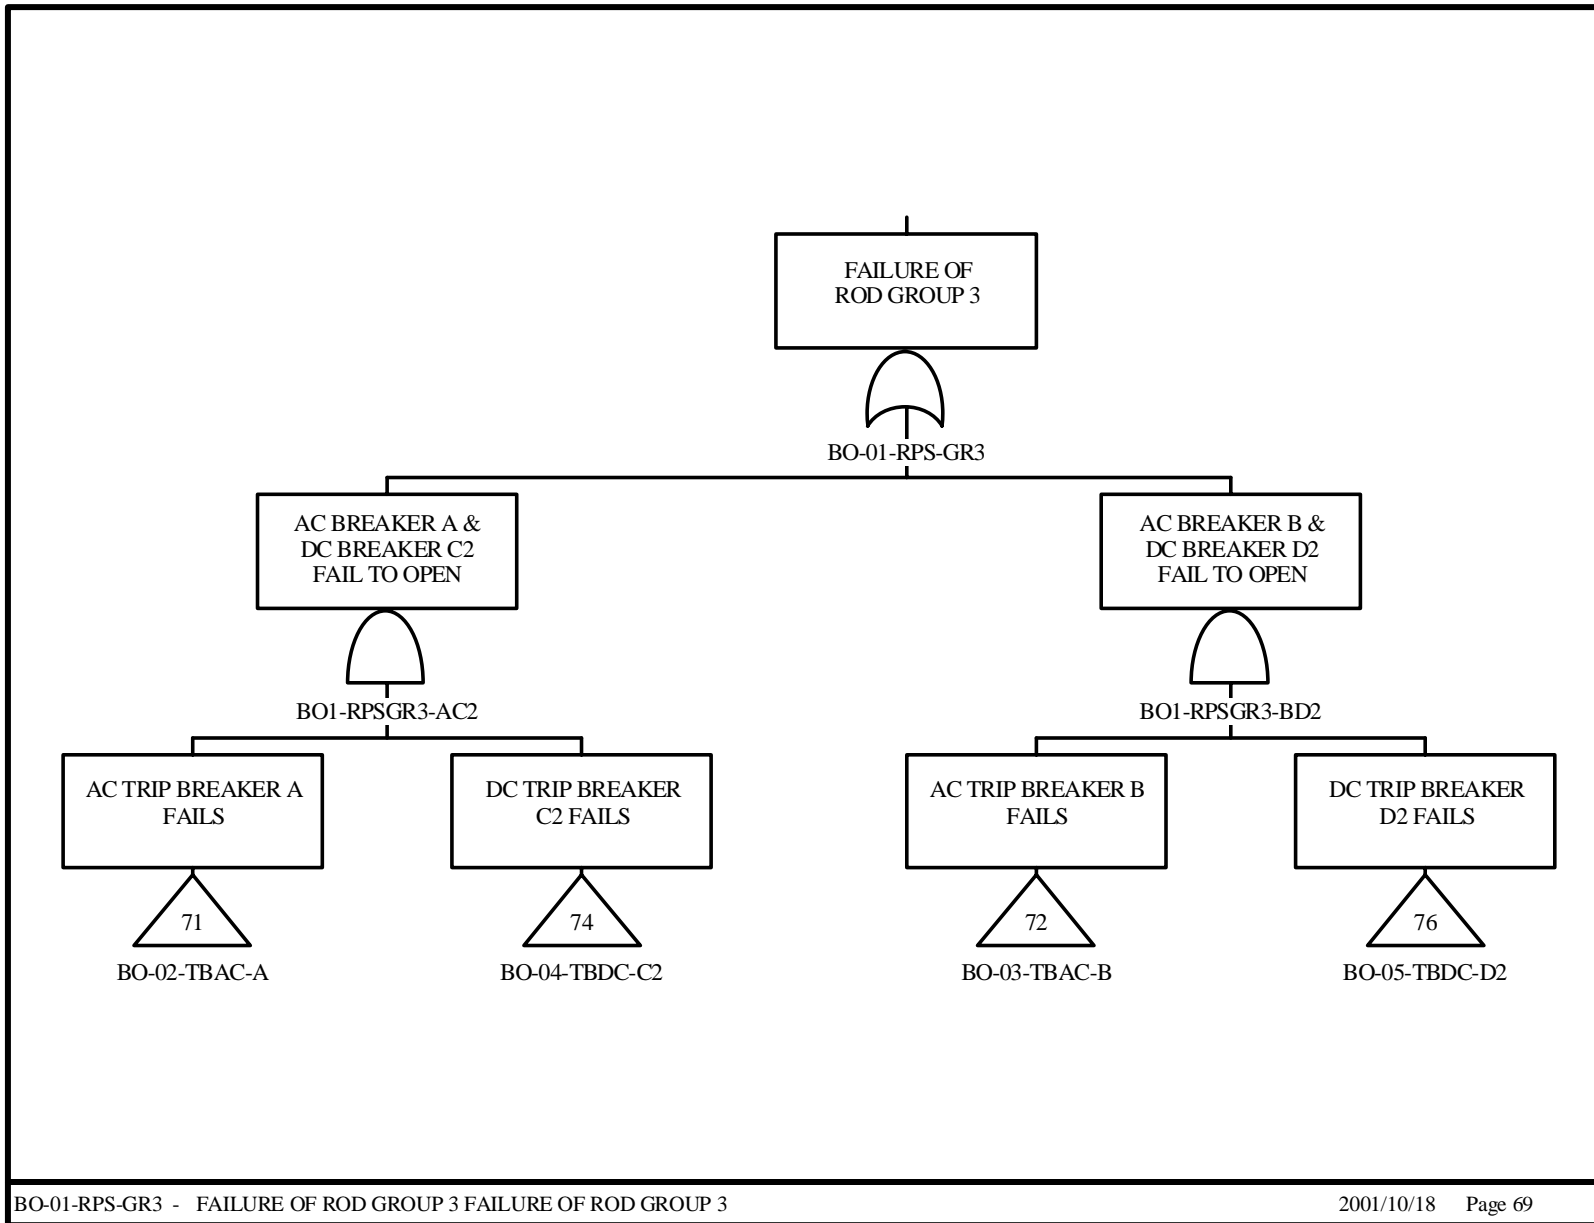 FAILURE OF
ROD GROUP 3
BO-01-RPS-GR3
AC BREAKER A &
DC BREAKER C2
FAIL TO OPEN
BO1-RPSGR3-AC2
AC BREAKER B &
DC BREAKER D2
FAIL TO OPEN
BO1-RPSGR3-BD2
AC TRIP BREAKER A
FAILS
71
BO-02-TBAC-A
DC TRIP BREAKER
C2 FAILS
74
BO-04-TBDC-C2
AC TRIP BREAKER B
FAILS
72
BO-03-TBAC-B
DC TRIP BREAKER
D2 FAILS
76
BO-05-TBDC-D2
BO-01-RPS-GR3 - FAILURE OF ROD GROUP 3 FAILURE OF ROD GROUP 3 2001/10/18 Page 69